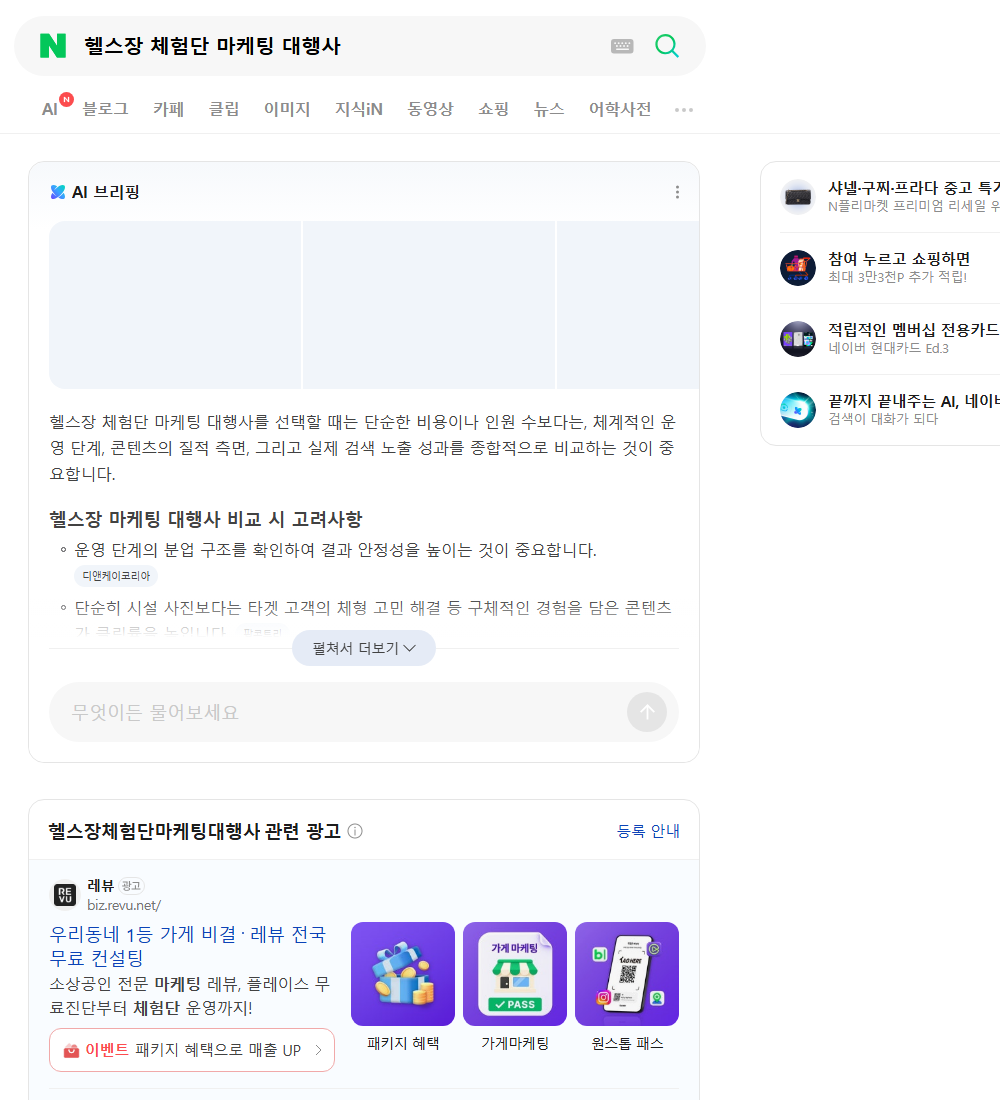 헬스장 체험단 마케팅 대행사
AI N 블로그 카페 클립 이미지 지식iN 동영상 쇼핑 뉴스 어학사전
AI 브리핑
헬스장 체험단 마케팅 대행사를 선택할 때는 단순한 비용이나 인원 수보다는, 체계적인 운
영 단계, 콘텐츠의 질적 측면, 그리고 실제 검색 노출 성과를 종합적으로 비교하는 것이 중
요합니다.
헬스장 마케팅 대행사 비교 시 고려사항
운영 단계의 분업 구조를 확인하여 결과 안정성을 높이는 것이 중요합니다.
디앤케이코리아
단순히 시설 사진보다는 타겟 고객의 체형 고민 해결 등 구체적인 경험을 담은 콘텐츠
가 클릭률을 높입니다.
펼쳐서 더보기
무엇이든 물어보세요
샤넬·구찌·프라다 중고 특가
N플리마켓 프리미엄 리세일 위
참여 누르고 쇼핑하면
최대 3만3천P 추가 적립!
적립적인 멤버십 전용카드
네이버 현대카드 Ed.3
끝까지 끝내주는 AI, 네이버
검색이 대화가 되다
헬스장체험단마케팅대행사 관련 광고
등록 안내
RE
VU
레뷰 광고
biz.revu.net/
우리동네 1등 가게 비결 · 레뷰 전국
무료 컨설팅
소상공인 전문 마케팅 레뷰, 플레이스 무
료진단부터 체험단 운영까지!
이벤트 패키지 혜택으로 매출 UP
가게 마케팅
PASS
TAG HERE
패키지 혜택
가게마케팅
원스톱 패스